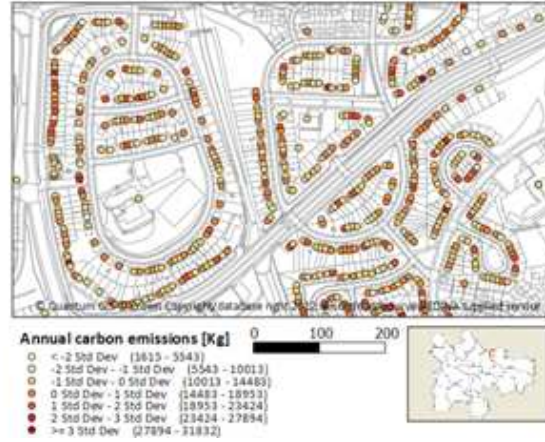 Annual carbon emissions [Kg]
0 100 200
< -2 Std Dev (1615 - 5543)
-2 Std Dev - -1 Std Dev (5543 - 10013)
-1 Std Dev - 0 Std Dev (10013 - 14483)
0 Std Dev - 1 Std Dev (14483 - 18953)
1 Std Dev - 2 Std Dev (18953 - 23424)
2 Std Dev - 3 Std Dev (23424 - 27894)
>= 3 Std Dev (27894 - 31832)